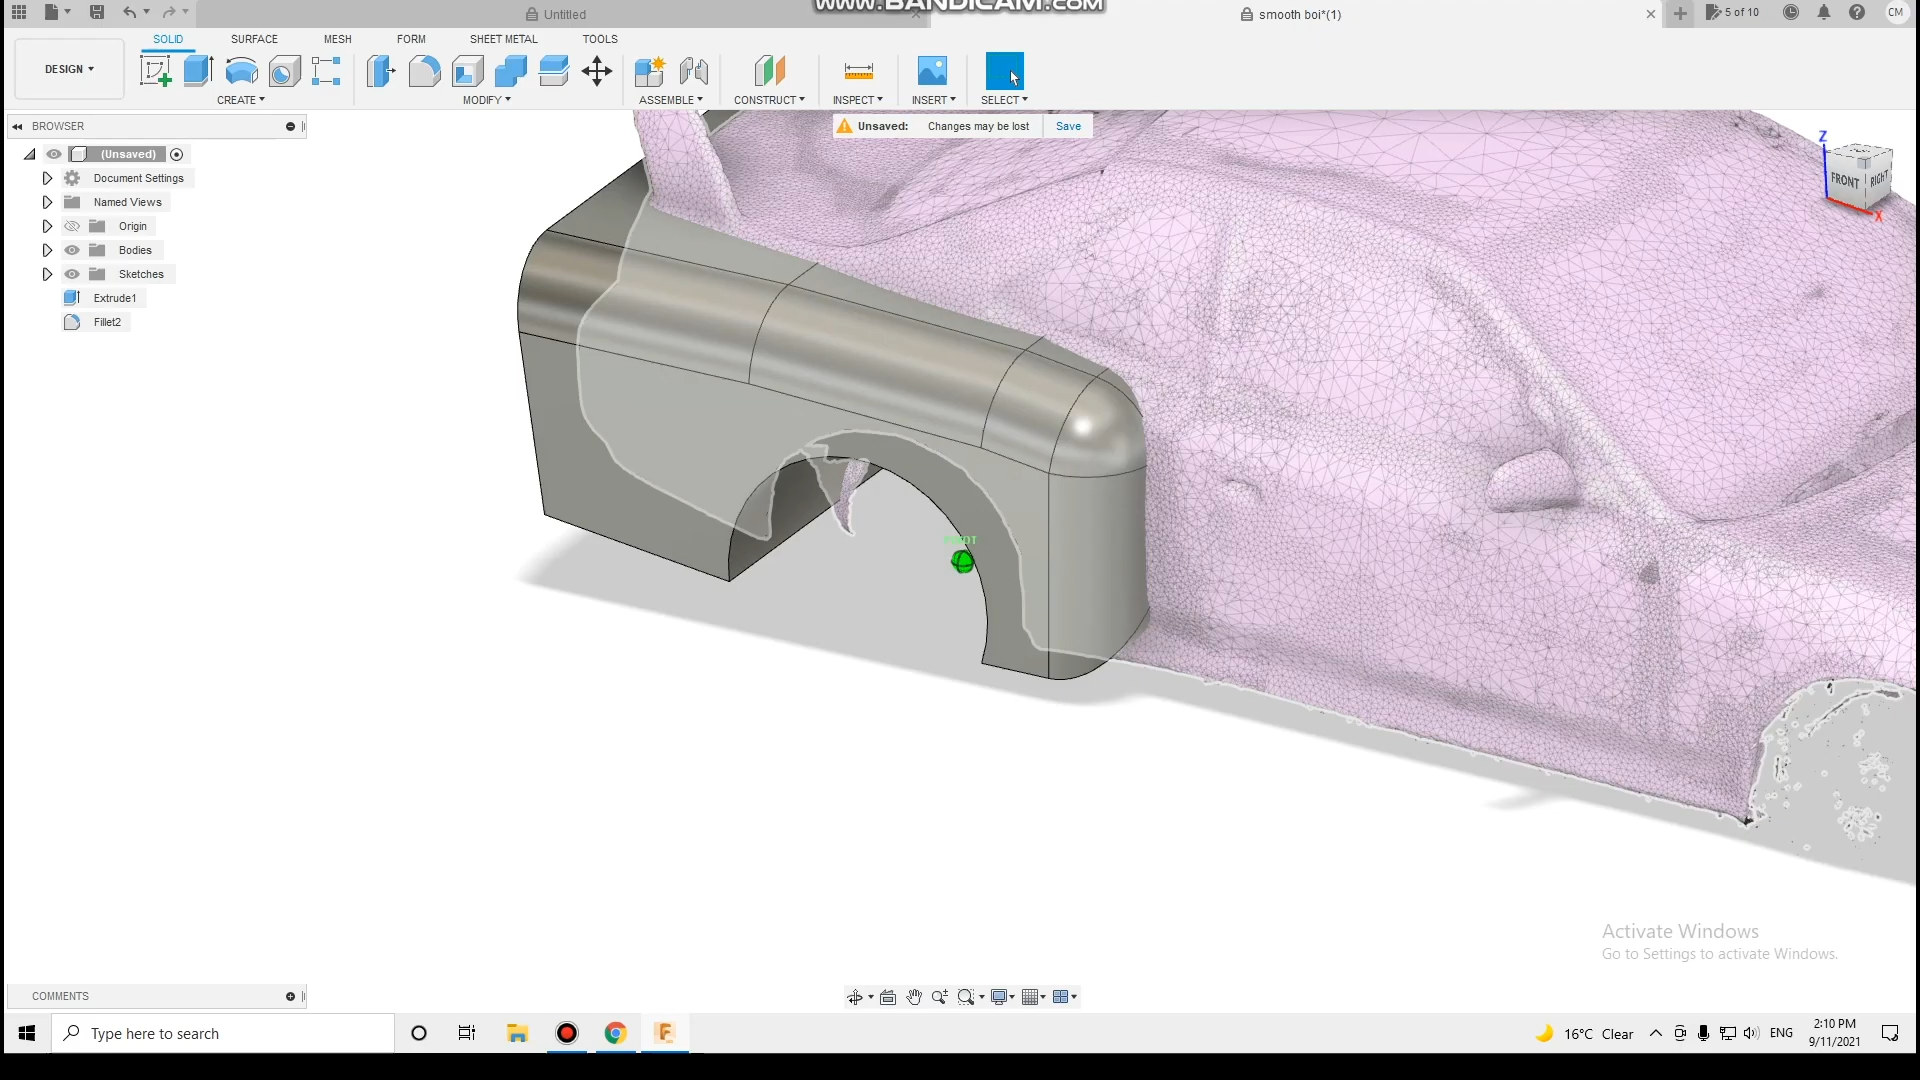 WWW.BANDICAM.COM
Untitled
smooth boi*(1)
5 of 10
CM
SOLID
SURFACE
MESH
FORM
SHEET METAL
TOOLS
DESIGN
CREATE
MODIFY
ASSEMBLE
CONSTRUCT
INSPECT
INSERT
SELECT
BROWSER
Unsaved: Changes may be lost Save
(Unsaved)
Document Settings
Named Views
Origin
Bodies
Sketches
Extrude1
Fillet2
Z
FRONT
RIGHT
X
Activate Windows
Go to Settings to activate Windows.
COMMENTS
Type here to search
16°C Clear
ENG
2:10 PM
9/11/2021